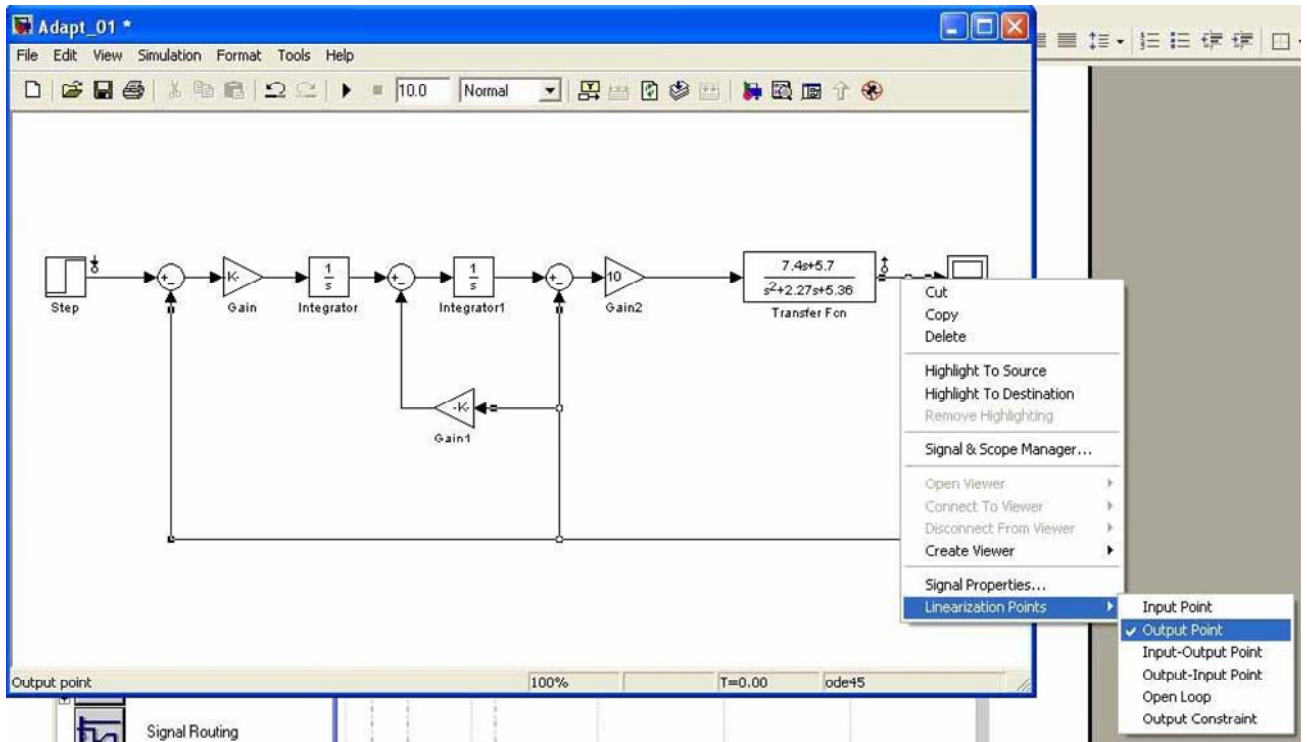 Adapt_01 *
File Edit View Simulation Format Tools Help
10.0 Normal
Step
+
-
K-
Gain
1
s
Integrator
+
-
1
s
Integrator1
+
-
10
Gain2
7.4s+5.7
s2+2.27s+5.36
Transfer Fcn
-K-
Gain1
Cut
Copy
Delete
Highlight To Source
Highlight To Destination
Remove Highlighting
Signal & Scope Manager...
Open Viewer
Connect To Viewer
Disconnect From Viewer
Create Viewer
Signal Properties...
Linearization Points
Input Point
Output Point
Input-Output Point
Output-Input Point
Open Loop
Output Constraint
Output point 100% T=0.00 ode45
Signal Routing